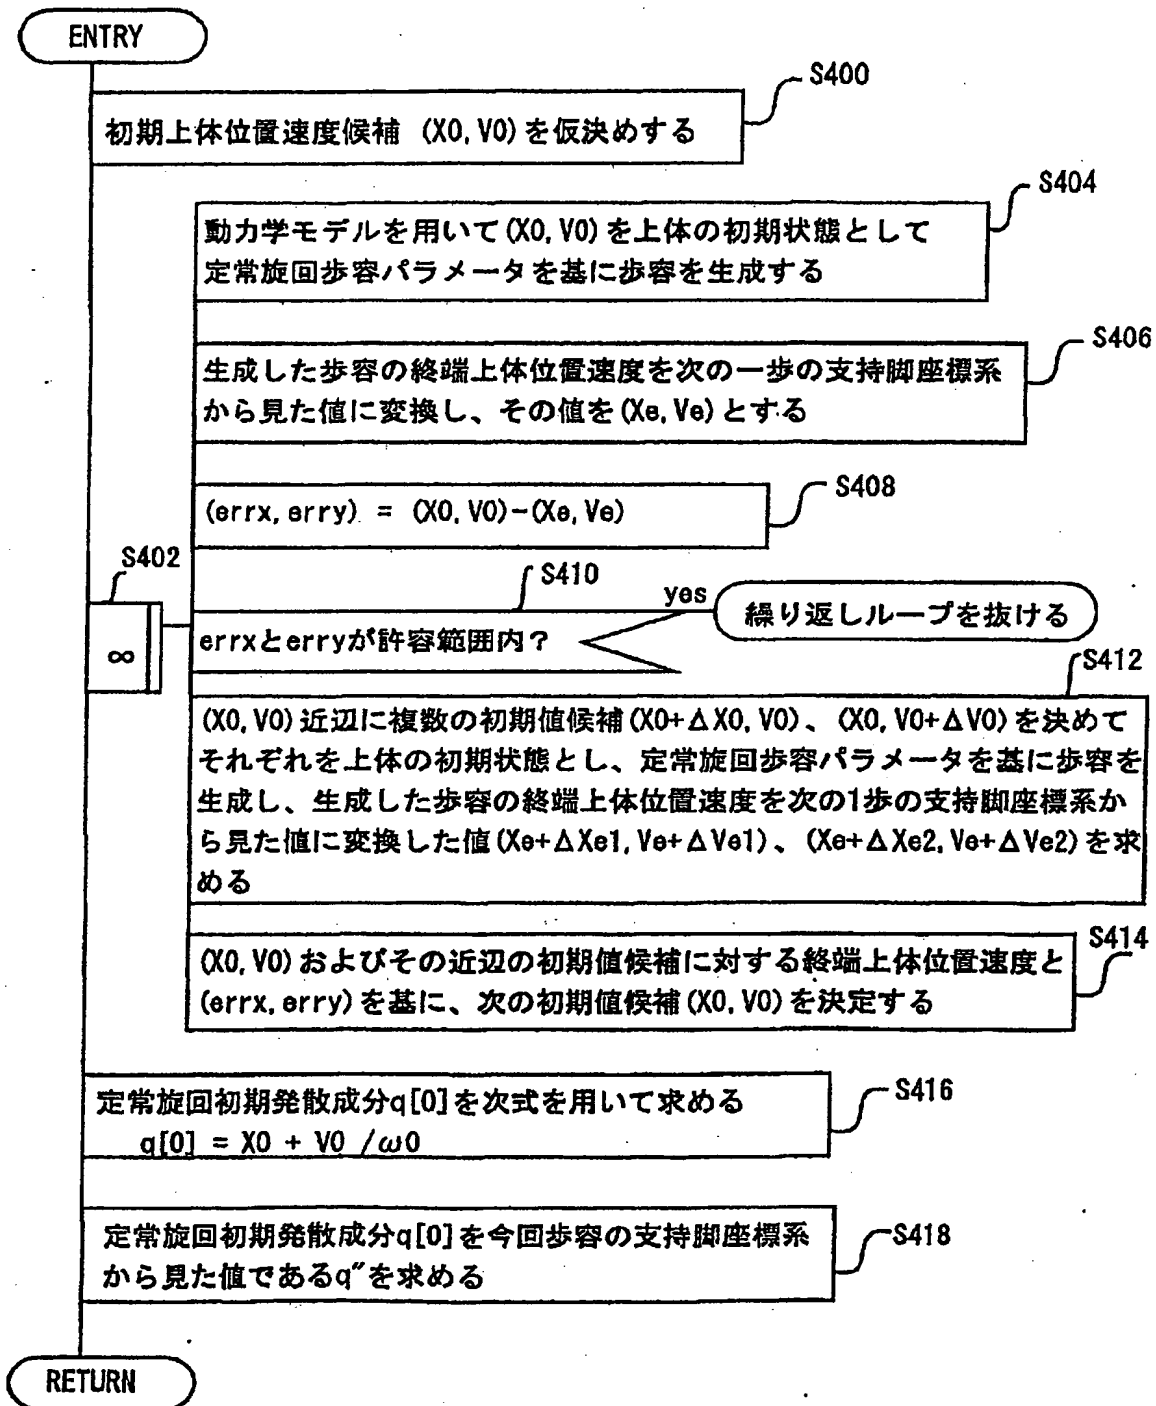 ENTRY
S400
初期上体位置速度候補 (X0, V0)を仮決めする
S404
動力学モデルを用いて(X0, V0)を上体の初期状態として
定常旋回歩容パラメータを基に歩容を生成する
S406
生成した歩容の終端上体位置速度を次の一歩の支持脚座標系
から見た値に変換し、その値を(Xe, Ve)とする
S408
(errx, erry) = (X0, V0)-(Xe, Ve)
S402
∞
S410
errxとerryが許容範囲内?
yes
繰り返しループを抜ける
S412
(X0, V0)近辺に複数の初期値候補(X0+ΔX0, V0)、(X0, V0+ΔV0)を決めて
それぞれを上体の初期状態とし、定常旋回歩容パラメータを基に歩容を
生成し、生成した歩容の終端上体位置速度を次の1歩の支持脚座標系か
ら見た値に変換した値(Xe+ΔXe1, Ve+ΔVe1)、(Xe+ΔXe2, Ve+ΔVe2)を求
める
S414
(X0, V0)およびその近辺の初期値候補に対する終端上体位置速度と
(errx, erry)を基に、次の初期値候補(X0, V0)を決定する
S416
定常旋回初期発散成分q[0]を次式を用いて求める
q[0] = X0 + V0 /ω0
S418
定常旋回初期発散成分q[0]を今回歩容の支持脚座標系
から見た値であるq″を求める
RETURN